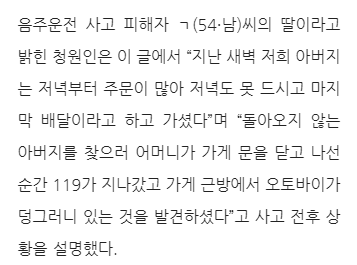 음주운전 사고 피해자 ㄱ(54·남)씨의 딸이라고
밝힌 청원인은 이 글에서 “지난 새벽 저희 아버지
는 저녁부터 주문이 많아 저녁도 못 드시고 마지
막 배달이라고 하고 가셨다”며 “돌아오지 않는
아버지를 찾으러 어머니가 가게 문을 닫고 나선
순간 119가 지나갔고 가게 근방에서 오토바이가
덩그러니 있는 것을 발견하셨다”고 사고 전후 상
황을 설명했다.